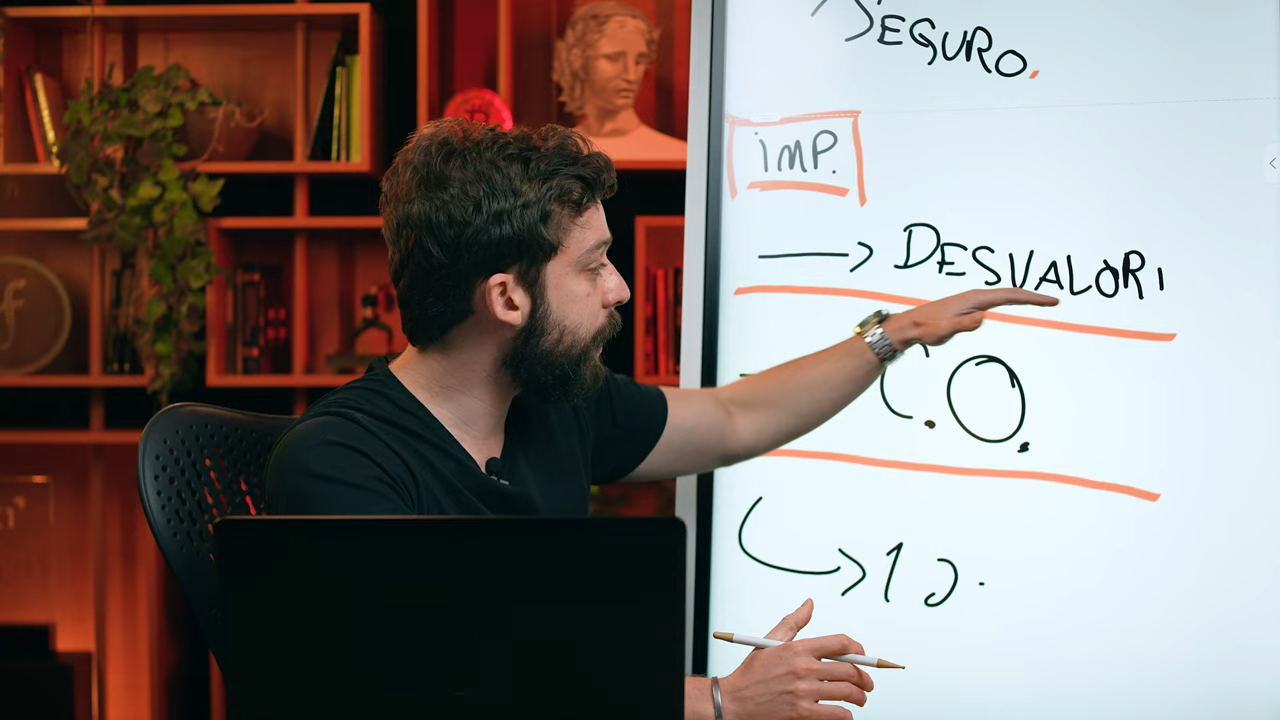 SEGURO.
IMP.
→ DESVALORI
C.O.